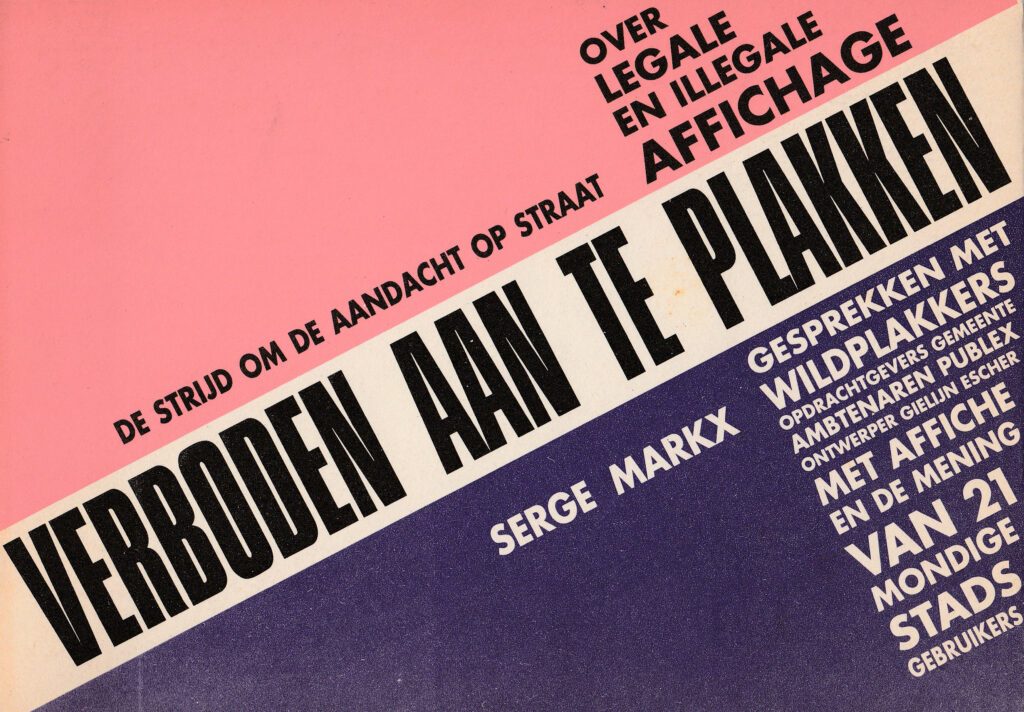 OVER
LEGALE
EN ILLEGALE
AFFICHAGE
DE STRIJD OM DE AANDACHT OP STRAAT
VERBODEN AAN TE PLAKKEN
SERGE MARKX
GESPREKKEN MET
WILDPLAKKERS
OPDRACHTGEVERS GEMEENTE
AMBTENAREN PUBLEX
ONTWERPER GIELIJN ESCHER
MET AFFICHE
EN DE MENING
VAN 21
MONDIGE
STADS
GEBRUIKERS